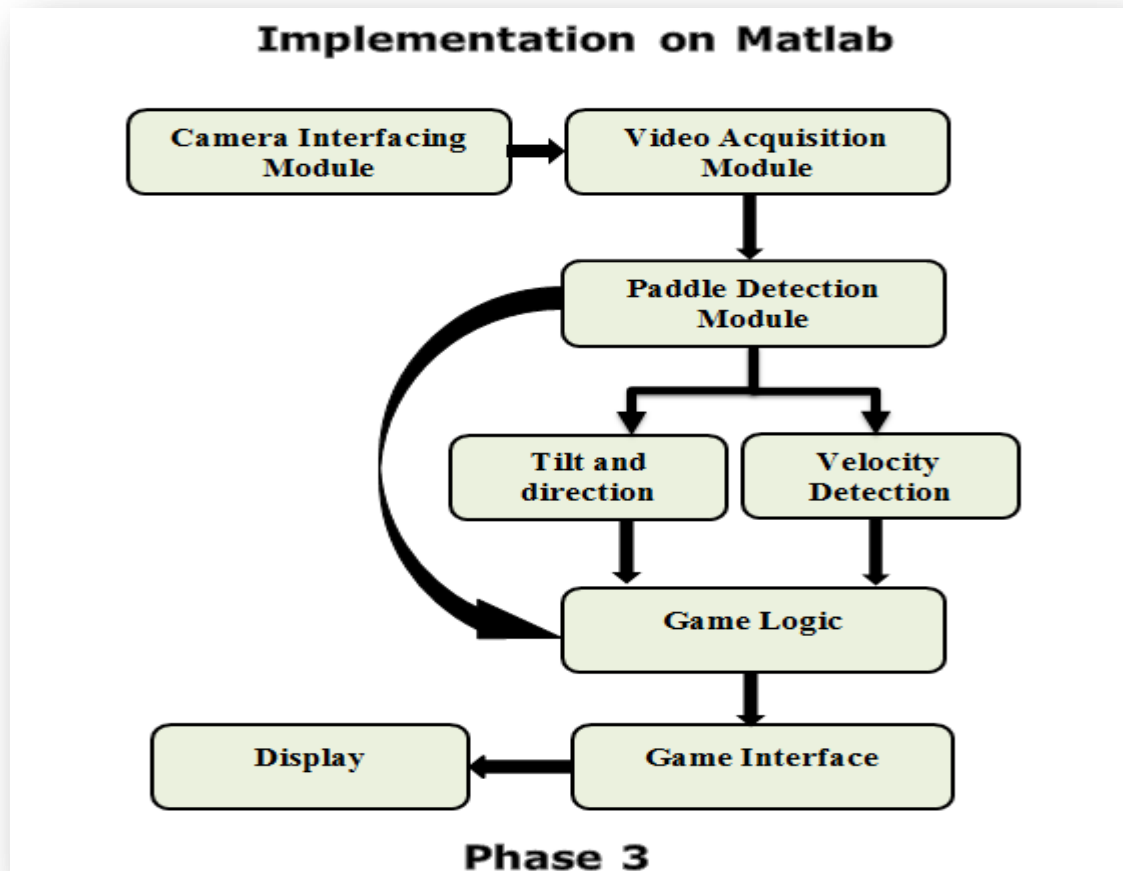 Implementation on Matlab
Camera Interfacing
Module
Video Acquisition
Module
Paddle Detection
Module
Tilt and
direction
Velocity
Detection
Game Logic
Display
Game Interface
Phase 3